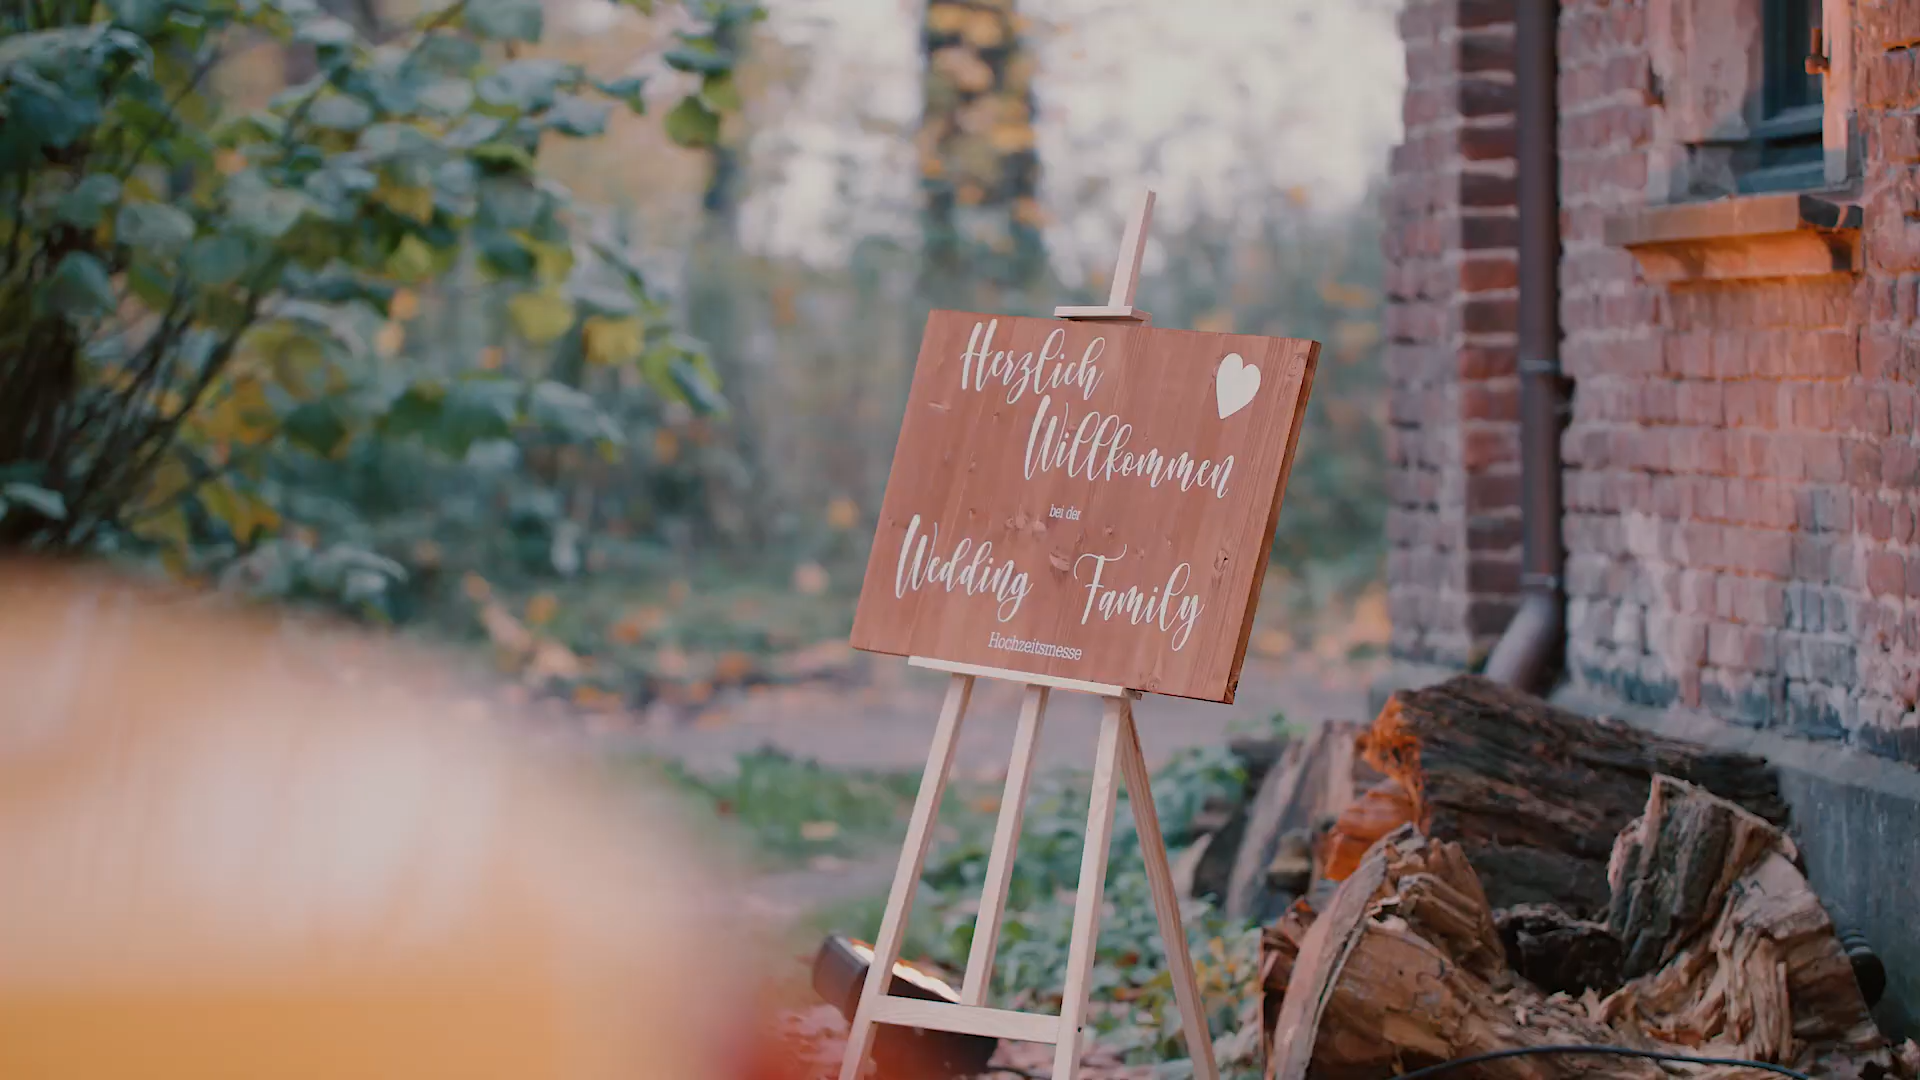 Herzlich
Willkommen
bei der
Wedding Family
Hochzeitsmesse